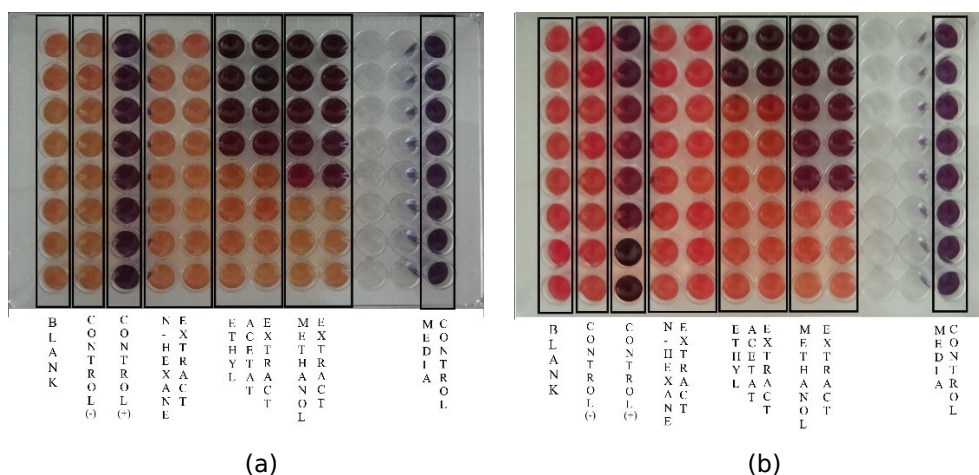 BLANK
CONTROL(-)
CONTROL(+)
N-HEXANE
EXTRACT
ETHYL
ACETAT
EXTRACT
METHANOL
EXTRACT
MEDIA
CONTROL
BLANK
CONTROL(-)
CONTROL(+)
N-HEXANE
EXTRACT
ETHYL
ACETAT
EXTRACT
METHANOL
EXTRACT
MEDIA
CONTROL
(a)
(b)